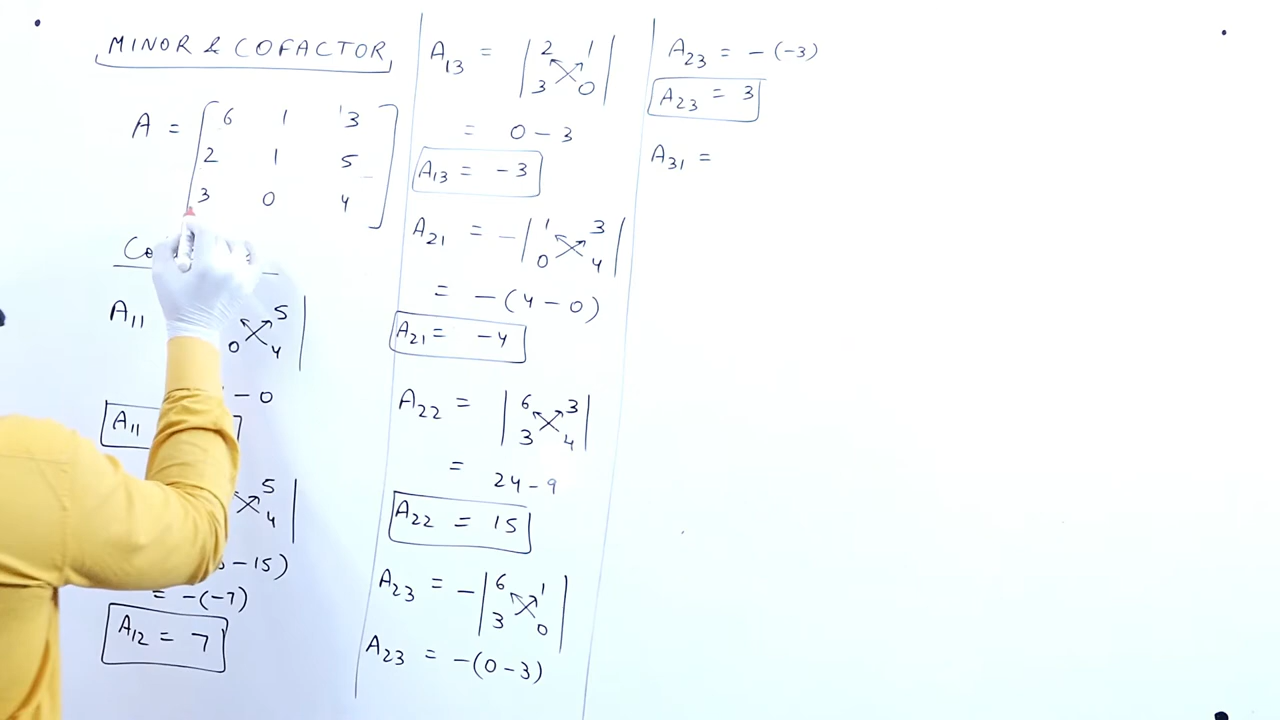 MINOR & COFACTOR
A = [ 6 1 3
2 1 5
3 0 4 ]
A11
5
0 4
- 0
A11
5
4
- 15)
= -(-7)
A12 = 7
A13 = | 2 1
3 0 |
= 0 - 3
A13 = -3
A21 = - | 1 3
0 4 |
= -(4 - 0)
A21 = -4
A22 = | 6 3
3 4 |
= 24 - 9
A22 = 15
A23 = - | 6 1
3 0 |
A23 = -(0 - 3)
A23 = -(-3)
A23 = 3
A31 =